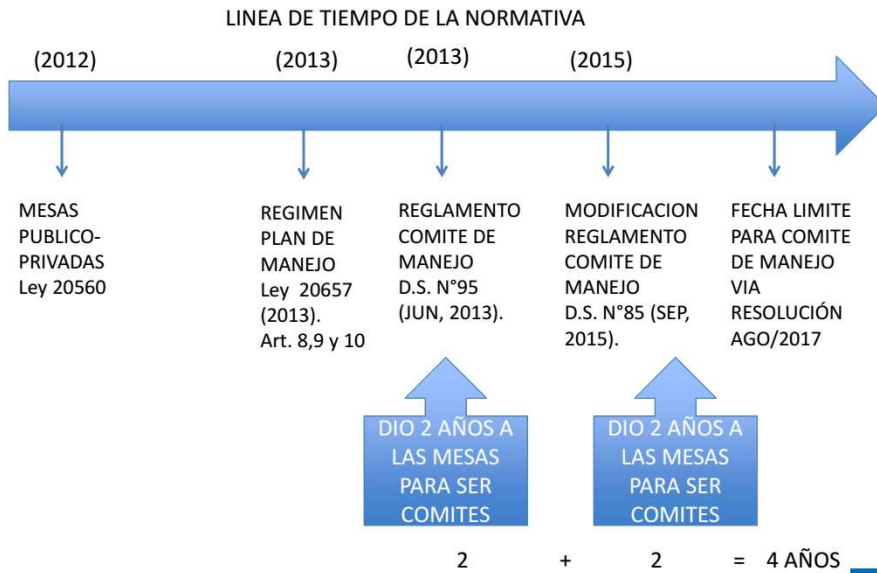 LINEA DE TIEMPO DE LA NORMATIVA
(2012)
(2013)
(2013)
(2015)
MESAS
PUBLICO-
PRIVADAS
Ley 20560
REGIMEN
PLAN DE
MANEJO
Ley 20657
(2013).
Art. 8,9 y 10
REGLAMENTO
COMITE DE
MANEJO
D.S. N°95
(JUN, 2013).
MODIFICACION
REGLAMENTO
COMITE DE
MANEJO
D.S. N°85 (SEP,
2015).
FECHA LIMITE
PARA COMITE
DE MANEJO
VIA
RESOLUCIÓN
AGO/2017
DIO 2 AÑOS A
LAS MESAS
PARA SER
COMITES
DIO 2 AÑOS A
LAS MESAS
PARA SER
COMITES
2 + 2 = 4 AÑOS